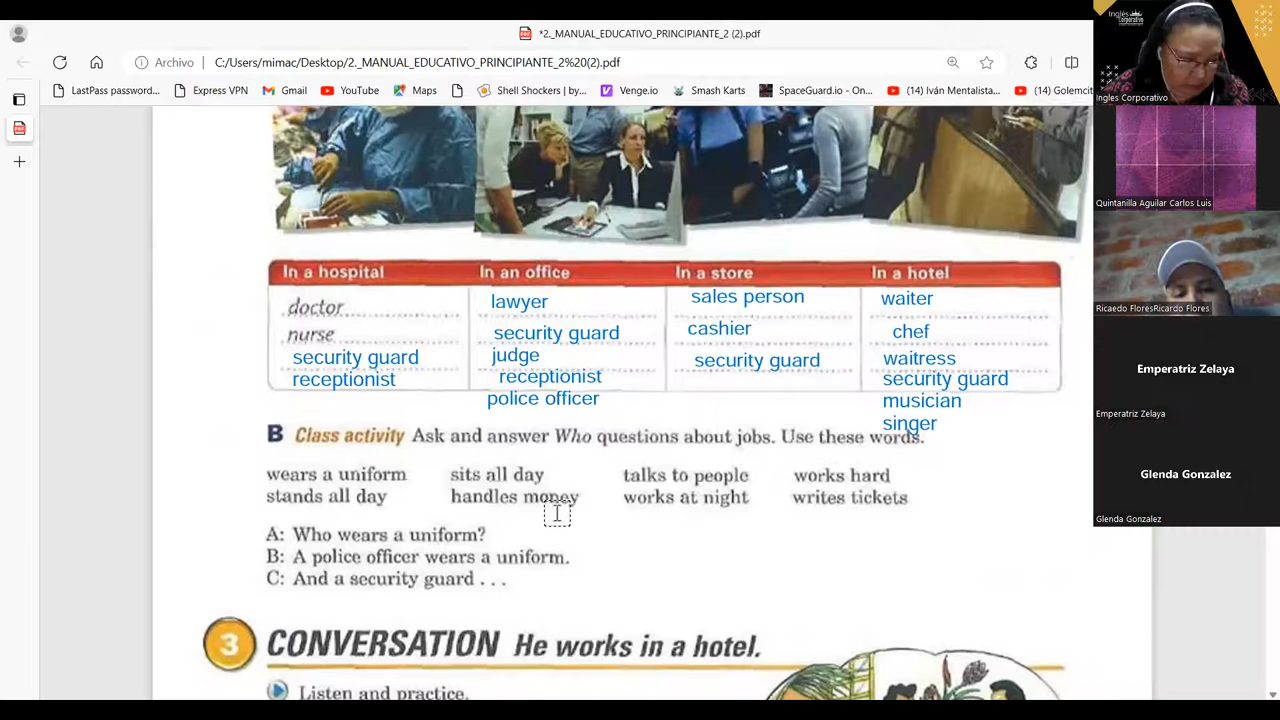 *2._MANUAL_EDUCATIVO_PRINCIPIANTE_2 (2).pdf
Archivo C:/Users/mimac/Desktop/2._MANUAL_EDUCATIVO_PRINCIPIANTE_2%20(2).pdf
LastPass password... Express VPN Gmail YouTube Maps Shell Shockers | by... Venge.io Smash Karts SpaceGuard.io - On... (14) Iván Mentalista... (14) Golemcit
In a hospital In an office In a store In a hotel
doctor lawyer sales person waiter
nurse security guard cashier chef
security guard judge security guard waitress
receptionist receptionist security guard
police officer musician
singer
B Class activity Ask and answer Who questions about jobs. Use these words.
wears a uniform sits all day talks to people works hard
stands all day handles money works at night writes tickets
A: Who wears a uniform?
B: A police officer wears a uniform.
C: And a security guard . . .
3 CONVERSATION He works in a hotel.
Listen and practice.
Inglés
Corporativo
Ingles Corporativo
Quintanilla Aguilar Carlos Luis
Ricaedo FloresRicardo Flores
Emperatriz Zelaya
Emperatriz Zelaya
Glenda Gonzalez
Glenda Gonzalez